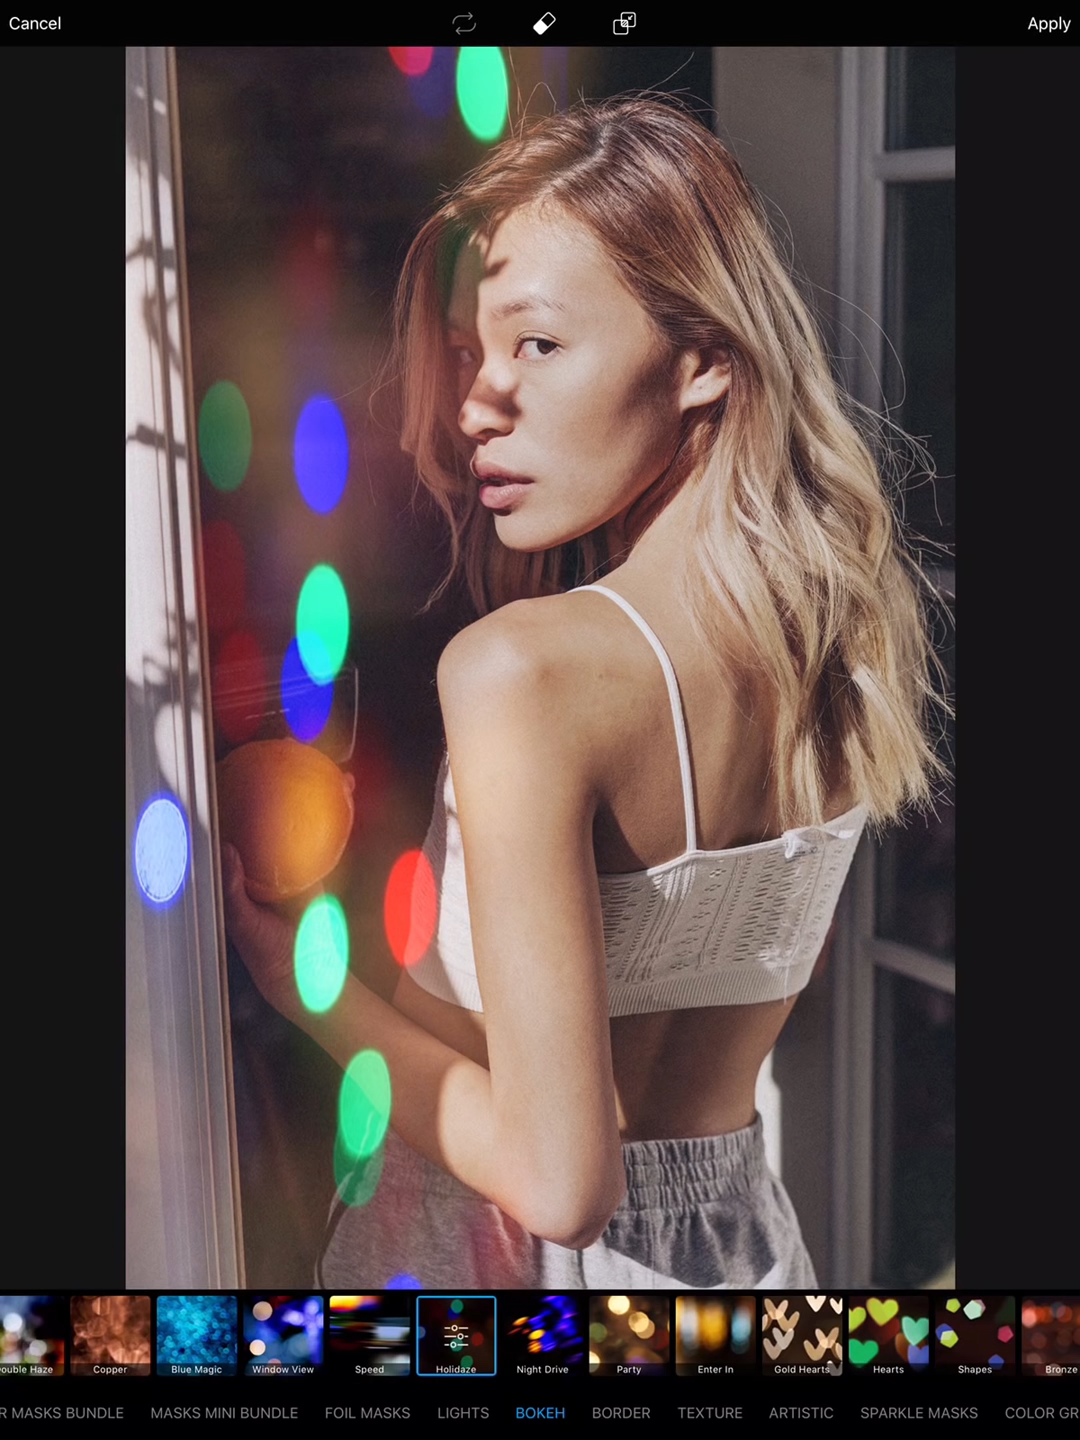 Cancel
Apply
ouble Haze
Copper
Blue Magic
Window View
Speed
Holidaze
Night Drive
Party
Enter In
Gold Hearts
Hearts
Shapes
Bronze
R MASKS BUNDLE
MASKS MINI BUNDLE
FOIL MASKS
LIGHTS
BOKEH
BORDER
TEXTURE
ARTISTIC
SPARKLE MASKS
COLOR GR